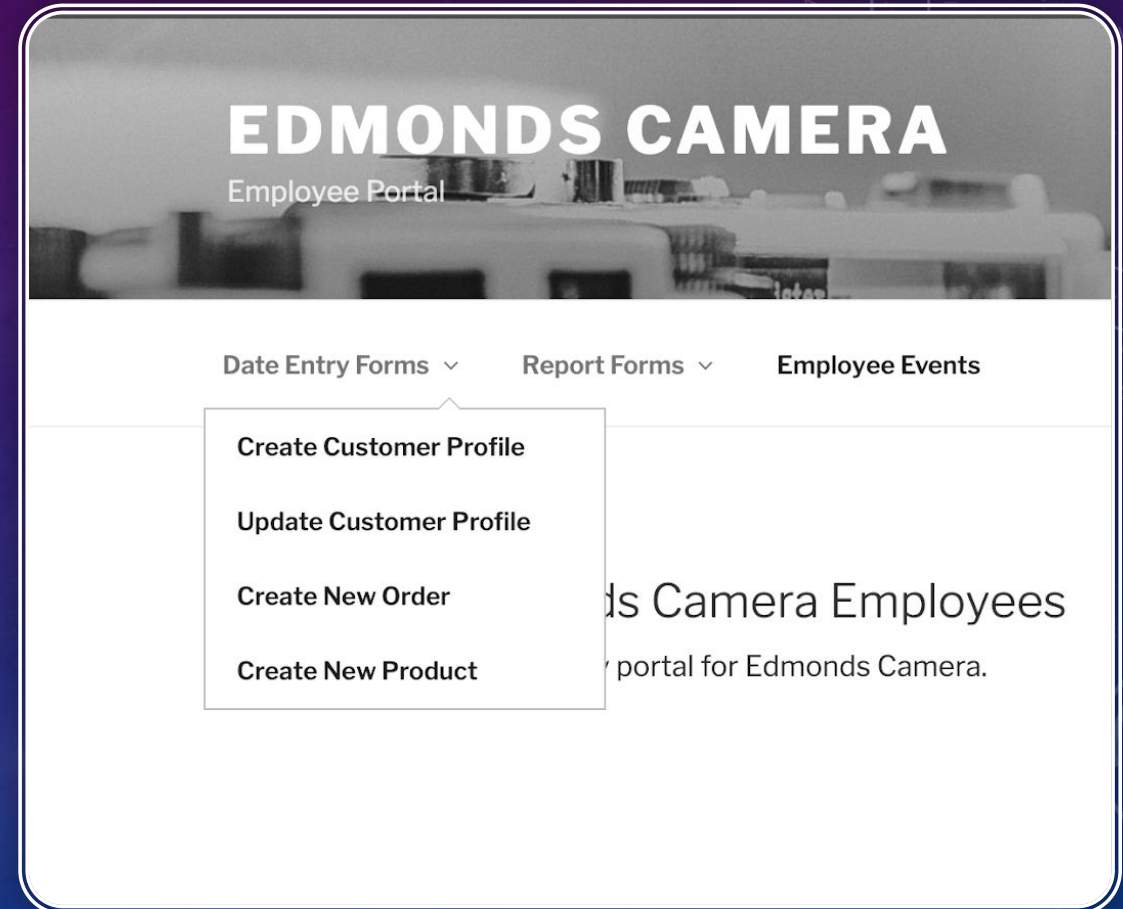 EDMONDS CAMERA
Employee Portal
Date Entry Forms Report Forms Employee Events
Create Customer Profile
Update Customer Profile
Create New Order
Create New Product
ds Camera Employees
portal for Edmonds Camera.